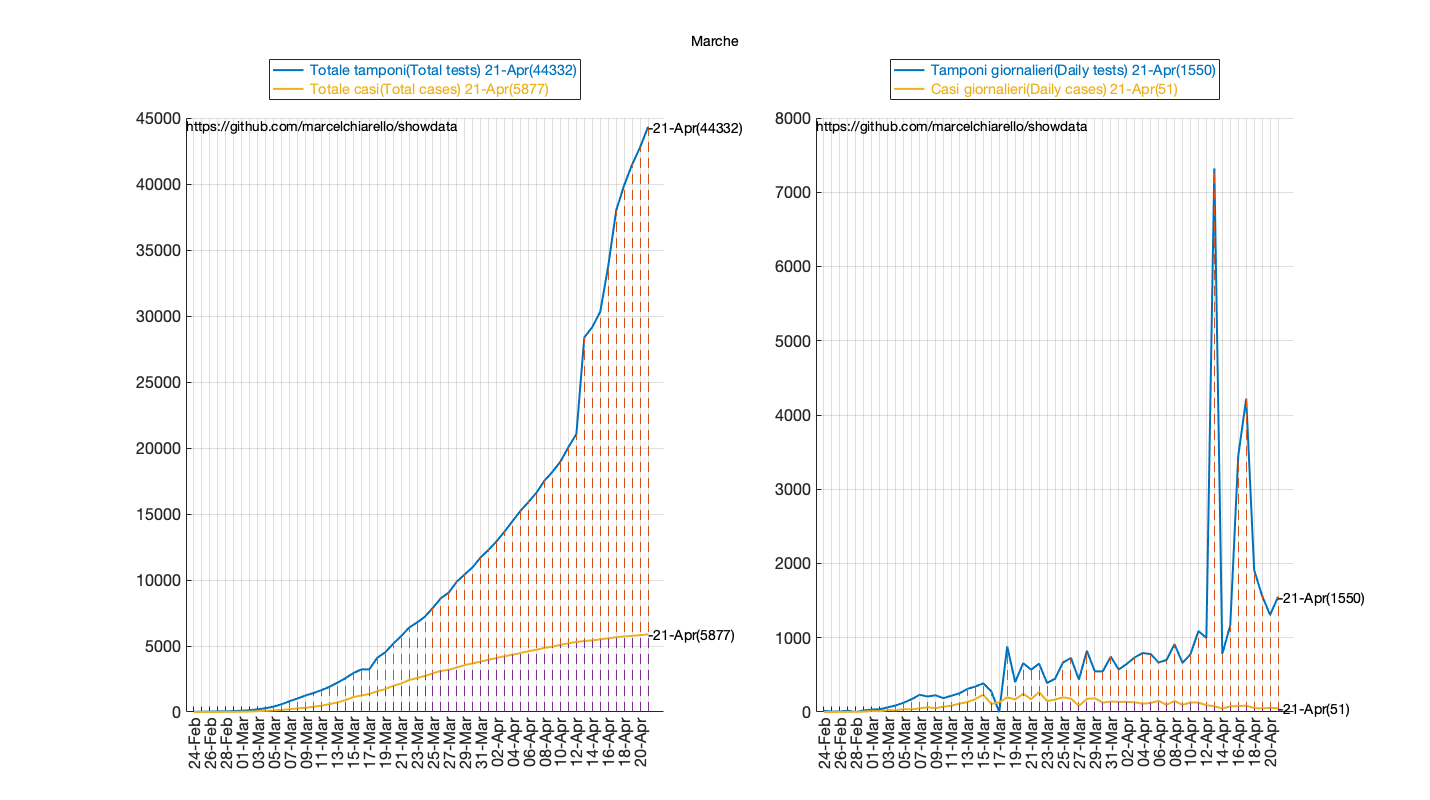 Marche
Totale tamponi(Total tests) 21-Apr(44332)
Totale casi(Total cases) 21-Apr(5877)
45000
https://github.com/marcelchiarello/showdata
21-Apr(44332)
40000
35000
30000
25000
20000
15000
10000
5000
21-Apr(5877)
0
24-Feb
26-Feb
28-Feb
01-Mar
03-Mar
05-Mar
07-Mar
09-Mar
11-Mar
13-Mar
15-Mar
17-Mar
19-Mar
21-Mar
23-Mar
25-Mar
27-Mar
29-Mar
31-Mar
02-Apr
04-Apr
06-Apr
08-Apr
10-Apr
12-Apr
14-Apr
16-Apr
18-Apr
20-Apr
Tamponi giornalieri(Daily tests) 21-Apr(1550)
Casi giornalieri(Daily cases) 21-Apr(51)
8000
https://github.com/marcelchiarello/showdata
7000
6000
5000
4000
3000
2000
21-Apr(1550)
1000
21-Apr(51)
0
24-Feb
26-Feb
28-Feb
01-Mar
03-Mar
05-Mar
07-Mar
09-Mar
11-Mar
13-Mar
15-Mar
17-Mar
19-Mar
21-Mar
23-Mar
25-Mar
27-Mar
29-Mar
31-Mar
02-Apr
04-Apr
06-Apr
08-Apr
10-Apr
12-Apr
14-Apr
16-Apr
18-Apr
20-Apr